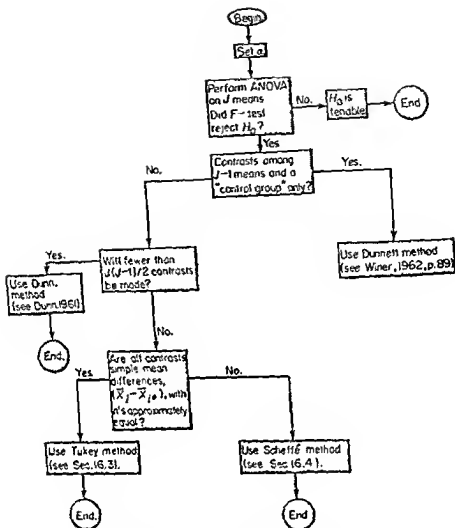 Begin.
Set α.
Perform ANOVA
on J means
Did F-test
reject H₀?
No.
H₀ is
tenable
End
Yes
Contrasts among
J-1 means and a
"control group" only?
No.
Yes.
Use Dunnett method
(see Winer, 1962, p.89)
Will fewer than
J(J-1)/2 contrasts
be made?
Yes.
Use Dunn.
method
(see Dunn,1961)
End.
No.
Are all contrasts
simple mean
differences,
with
n's approximately
equal?
Yes
No.
Use Tukey method
(see Sec.16.3).
Use Scheffé method
(see Sec.16.4).
End.
End.